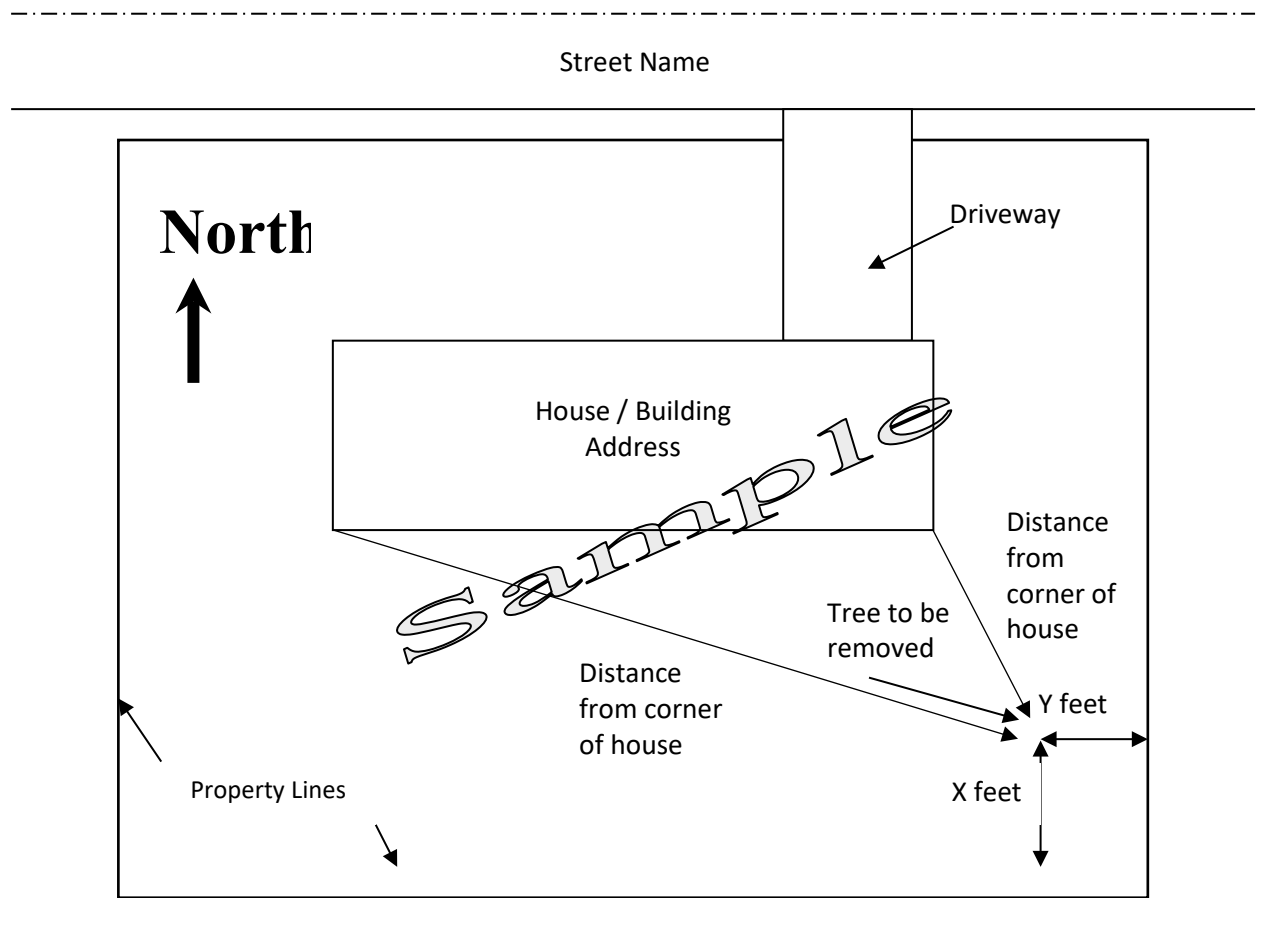 Street Name
North
Driveway
House / Building
Address
Sample
Distance
from
corner of
house
Tree to be
removed
Distance
from corner
of house
Y feet
Property Lines
X feet